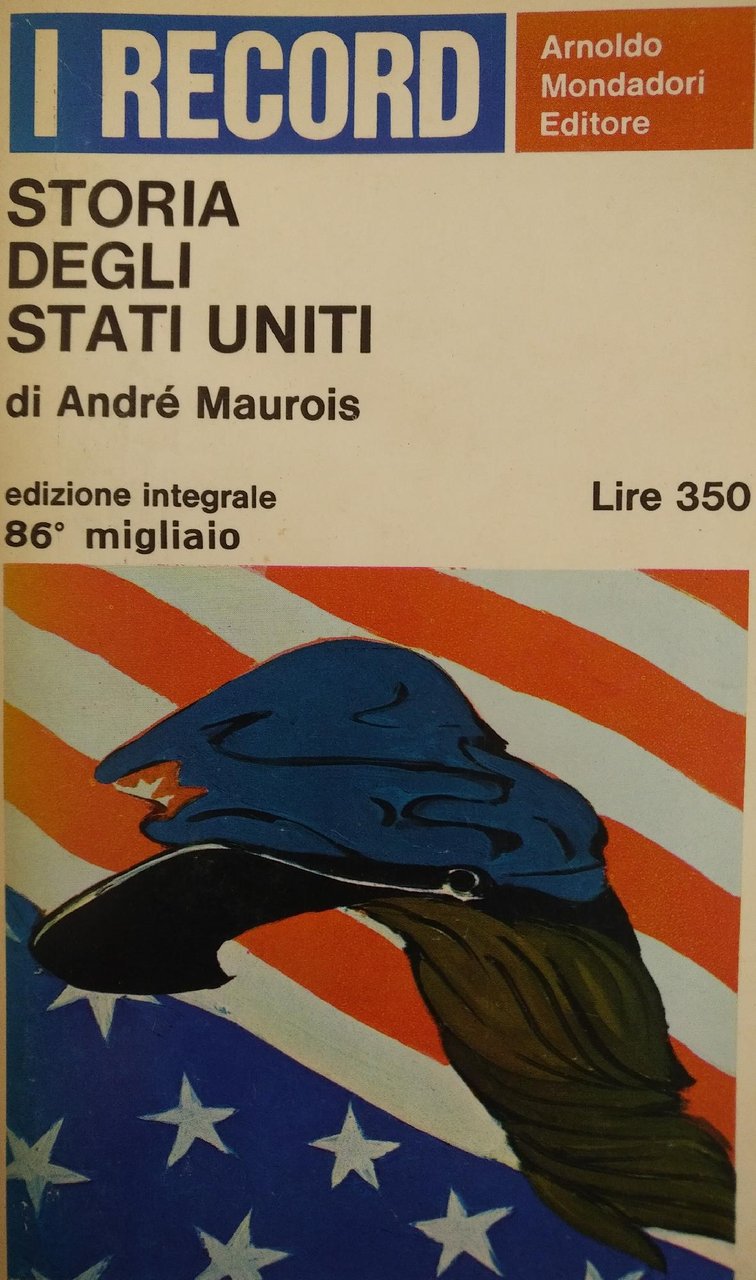 I RECORD
Arnoldo
Mondadori
Editore
STORIA
DEGLI
STATI UNITI
di André Maurois
edizione integrale
86° migliaio
Lire 350